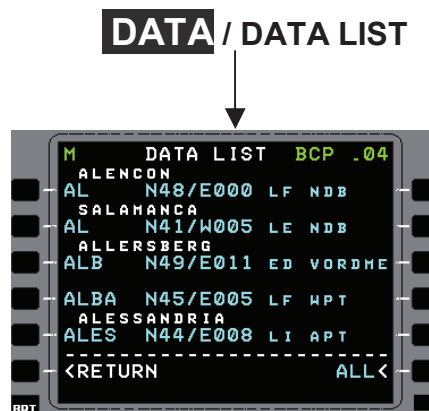 DATA / DATA LIST
M DATA LIST BCP .04
ALENCON
AL N48/E000 LF NDB
SALAMANCA
AL N41/W005 LE NDB
ALLERSBERG
ALB N49/E011 ED VORDME
ALBA N45/E005 LF WPT
ALESSANDRIA
ALES N44/E008 LI APT
<RETURN ALL<
BRT